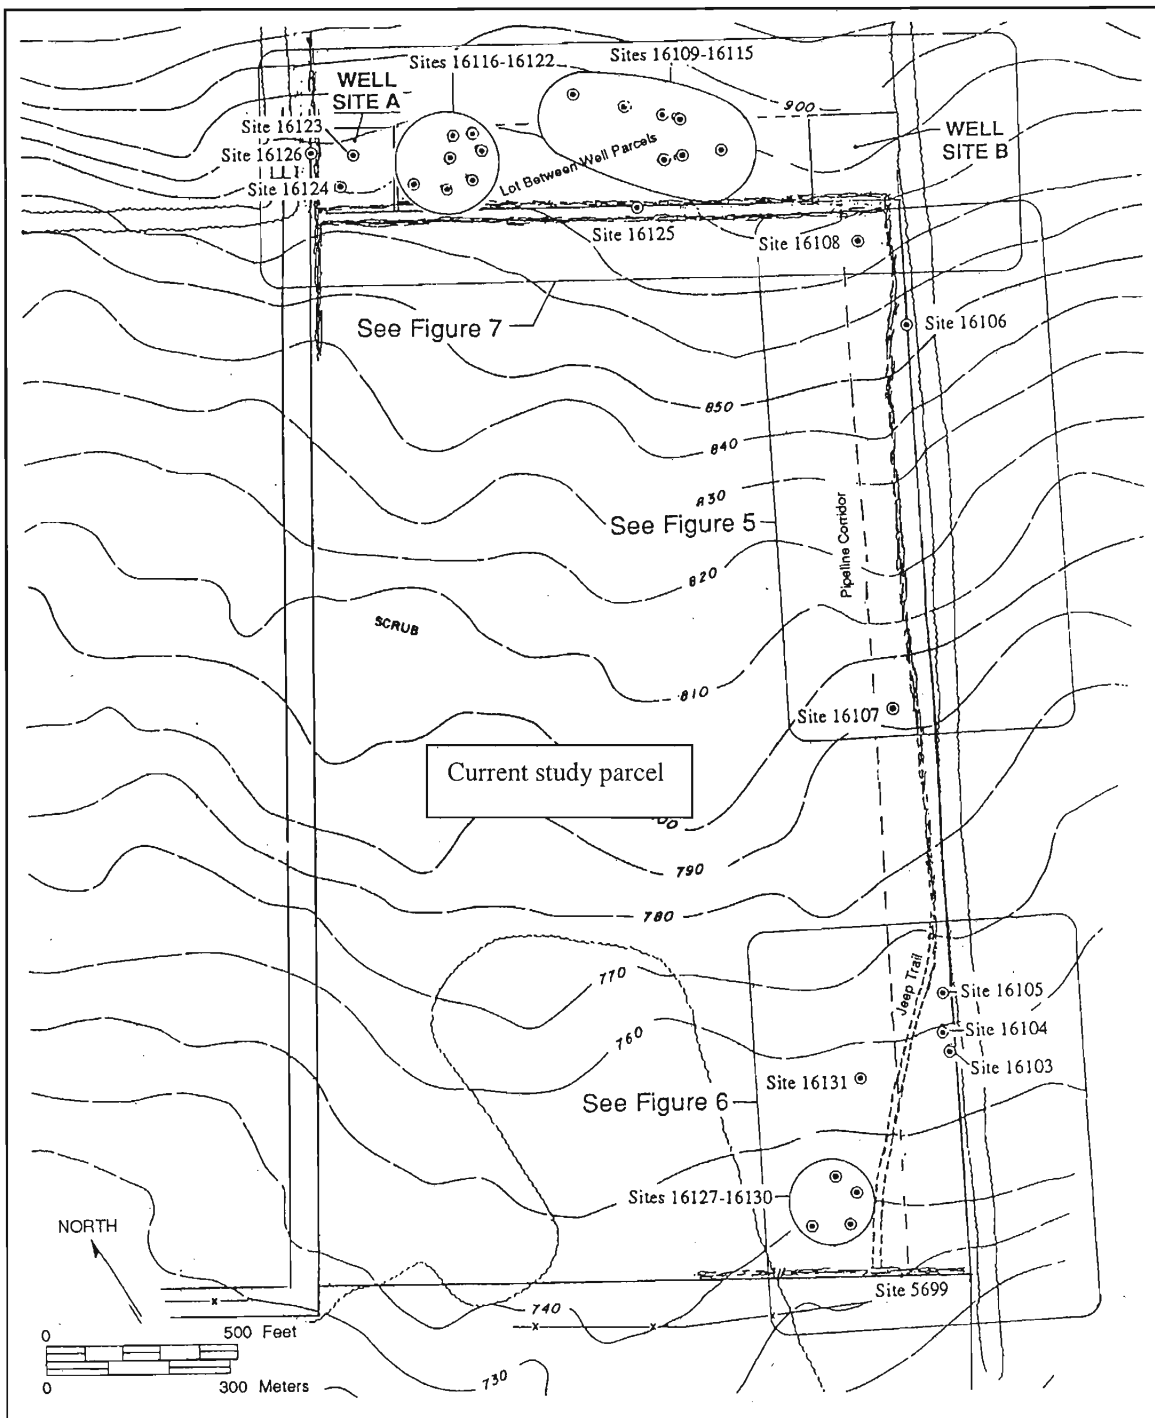 Sites 16116-16122
Sites 16109-16115
WELL
SITE A
900
Site 16123
WELL
SITE B
Site 16126
Lot Between Well Parcels
Site 16124
Site 16125
Site 16108
See Figure 7
Site 16106
850
840
830
See Figure 5
Pipeline Corridor
820
SCRUB
810
Site 16107
Current study parcel
790
780
770
Jeep Trail
Site 16105
760
Site 16104
Site 16103
Site 16131
See Figure 6
Sites 16127-16130
NORTH
Site 5699
740
0
500 Feet
730
0
300 Meters